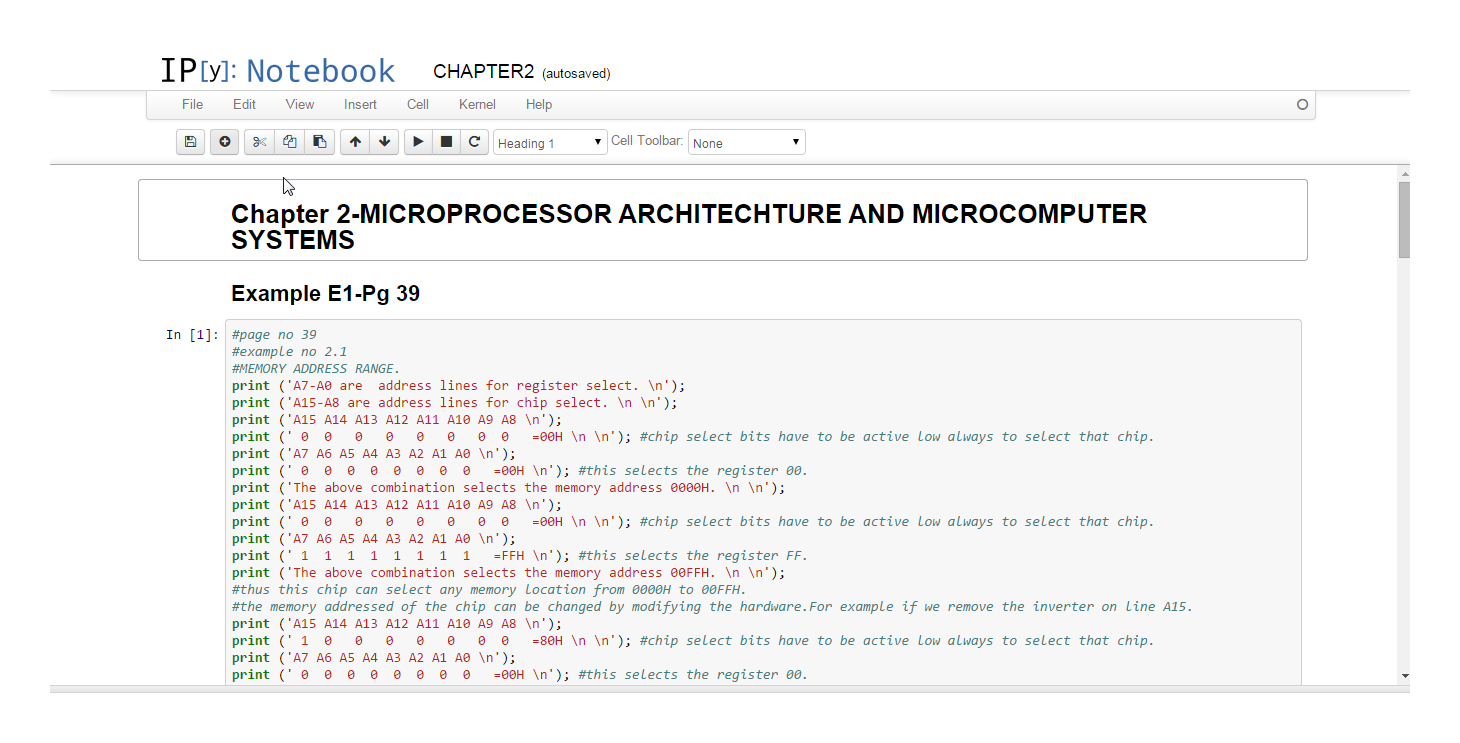 IP[y]: Notebook CHAPTER2 (autosaved)
File Edit View Insert Cell Kernel Help
Heading 1 Cell Toolbar: None
Chapter 2-MICROPROCESSOR ARCHITECHTURE AND MICROCOMPUTER
SYSTEMS
Example E1-Pg 39
In [1]: #page no 39
#example no 2.1
#MEMORY ADDRESS RANGE.
print ('A7-A0 are  address lines for register select. \n');
print ('A15-A8 are address lines for chip select. \n \n');
print ('A15 A14 A13 A12 A11 A10 A9 A8 \n');
print (' 0  0   0   0   0   0   0  0   =00H \n \n'); #chip select bits have to be active low always to select that chip.
print ('A7 A6 A5 A4 A3 A2 A1 A0 \n');
print (' 0  0  0  0  0  0  0  0   =00H \n'); #this selects the register 00.
print ('The above combination selects the memory address 0000H. \n \n');
print ('A15 A14 A13 A12 A11 A10 A9 A8 \n');
print (' 0  0   0   0   0   0   0  0   =00H \n \n'); #chip select bits have to be active low always to select that chip.
print ('A7 A6 A5 A4 A3 A2 A1 A0 \n');
print (' 1  1  1  1  1  1  1  1   =FFH \n'); #this selects the register FF.
print ('The above combination selects the memory address 00FFH. \n \n');
#thus this chip can select any memory location from 0000H to 00FFH.
#the memory addressed of the chip can be changed by modifying the hardware.For example if we remove the inverter on line A15.
print ('A15 A14 A13 A12 A11 A10 A9 A8 \n');
print (' 1  0   0   0   0   0   0  0   =80H \n \n'); #chip select bits have to be active low always to select that chip.
print ('A7 A6 A5 A4 A3 A2 A1 A0 \n');
print (' 0  0  0  0  0  0  0  0   =00H \n'); #this selects the register 00.